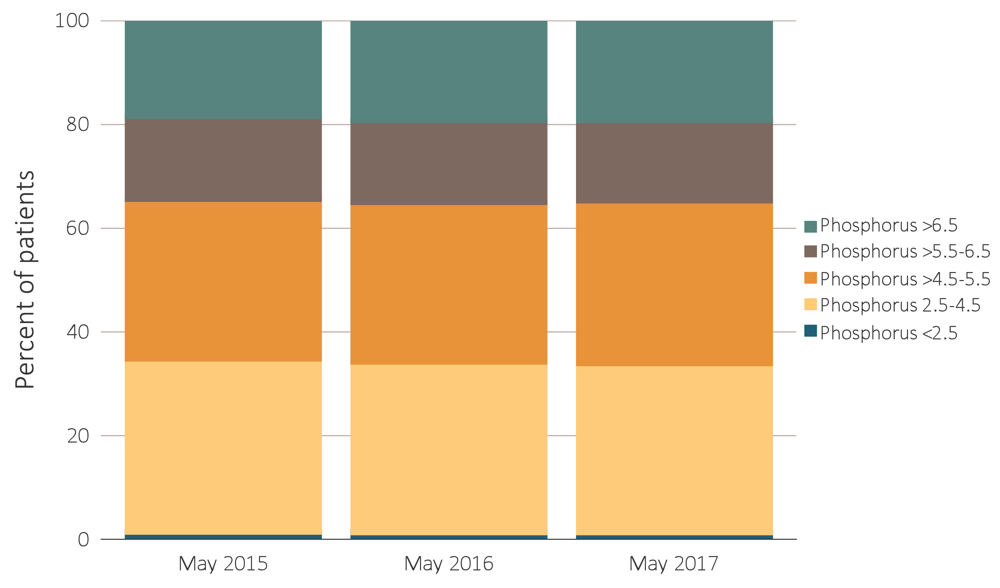 Percent of patients
100
80
60
40
20
0
May 2015
May 2016
May 2017
Phosphorus >6.5
Phosphorus >5.5-6.5
Phosphorus >4.5-5.5
Phosphorus 2.5-4.5
Phosphorus <2.5